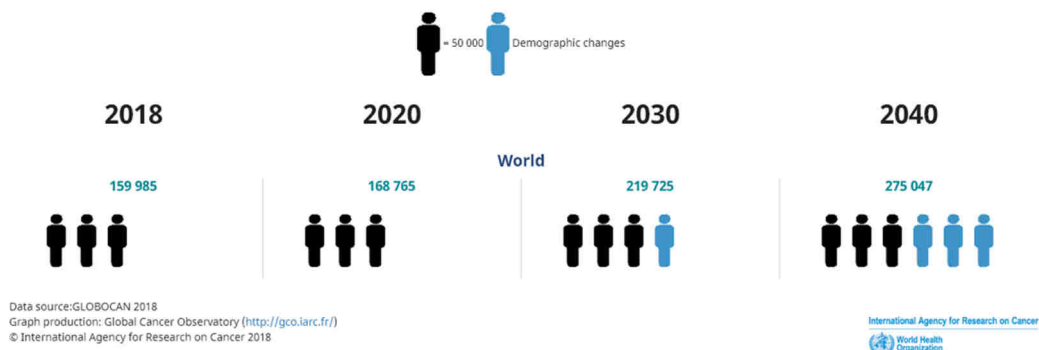 = 50 000 Demographic changes
2018 2020 2030 2040
World
159 985 168 765 219 725 275 047
Data source:GLOBOCAN 2018
Graph production: Global Cancer Observatory (http://gco.iarc.fr/)
© International Agency for Research on Cancer 2018
International Agency for Research on Cancer
World Health
Organization